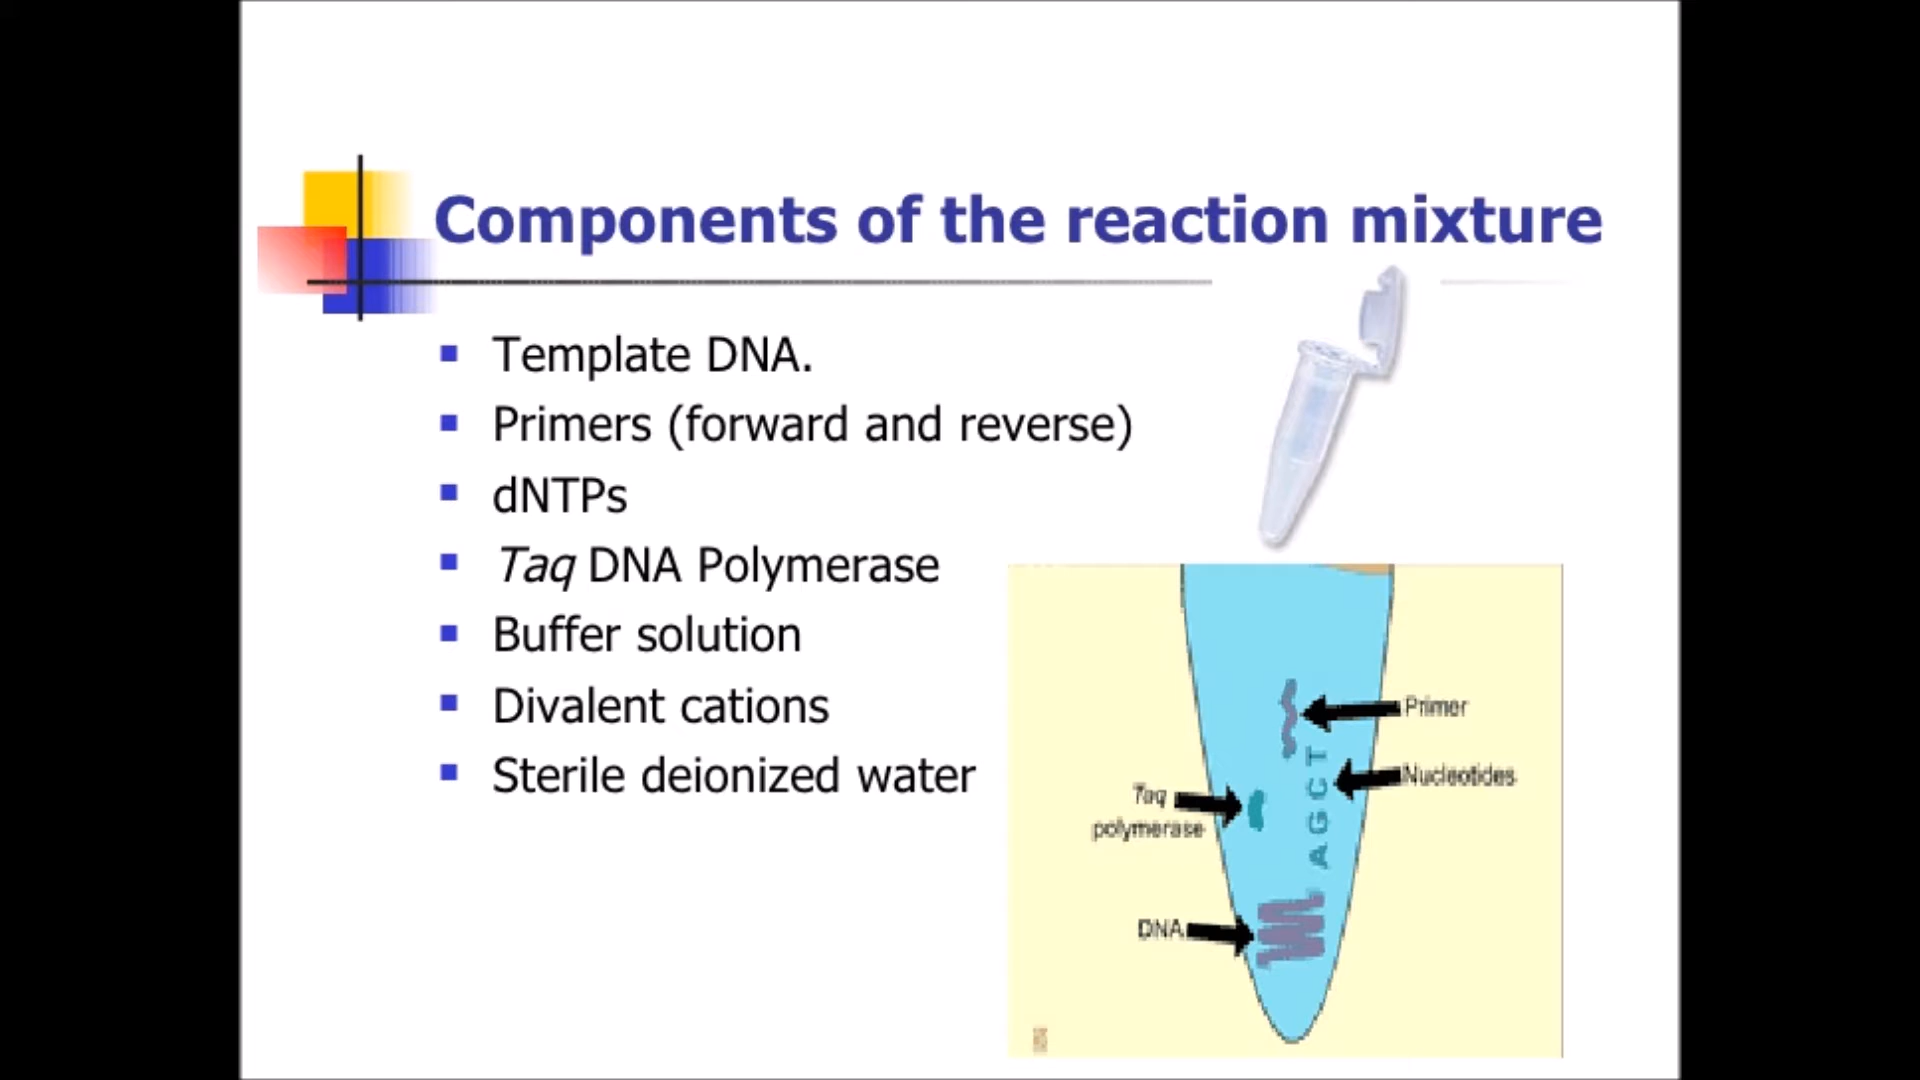 Components of the reaction mixture
Template DNA.
Primers (forward and reverse)
dNTPs
Taq DNA Polymerase
Buffer solution
Divalent cations
Sterile deionized water
Primer
Nucleotides
AGCT
Taq
polymerase
DNA